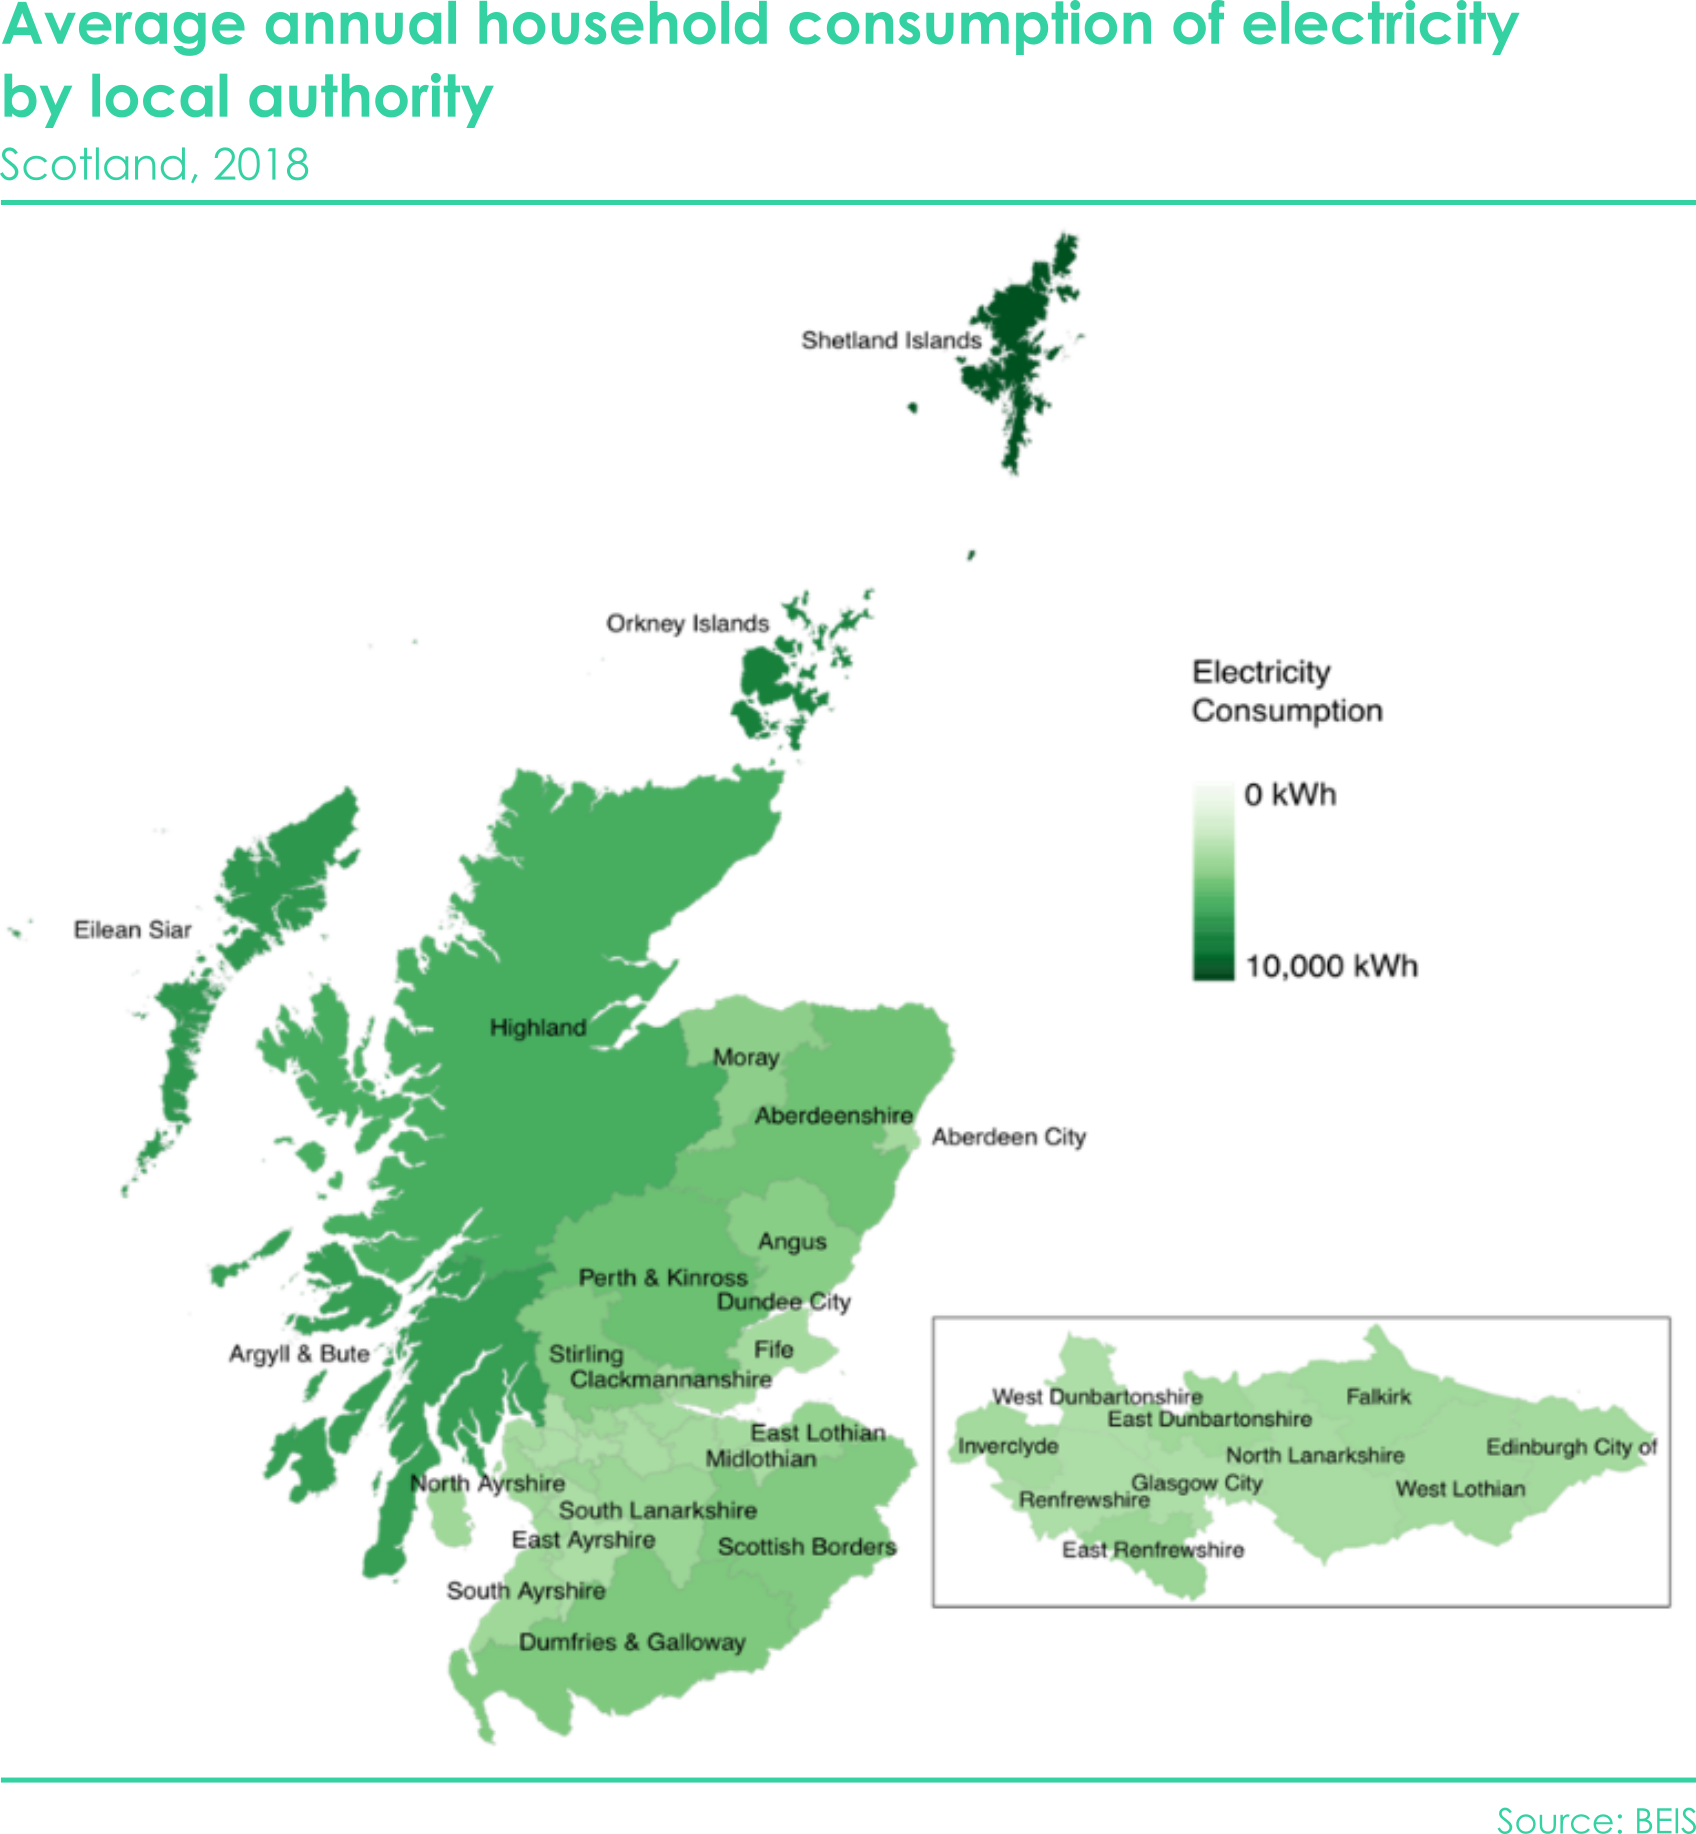 Average annual household consumption of electricity
by local authority
Scotland, 2018
Shetland Islands
Orkney Islands
Electricity
Consumption
0 kWh
10,000 kWh
Eilean Siar
Highland
Moray
Aberdeenshire
Aberdeen City
Angus
Perth & Kinross
Dundee City
Argyll & Bute
Stirling
Fife
Clackmannanshire
East Lothian
Midlothian
North Ayrshire
South Lanarkshire
East Ayrshire
Scottish Borders
South Ayrshire
Dumfries & Galloway
West Dunbartonshire
Falkirk
East Dunbartonshire
Inverclyde
North Lanarkshire
Edinburgh City of
Glasgow City
West Lothian
Renfrewshire
East Renfrewshire
Source: BEIS